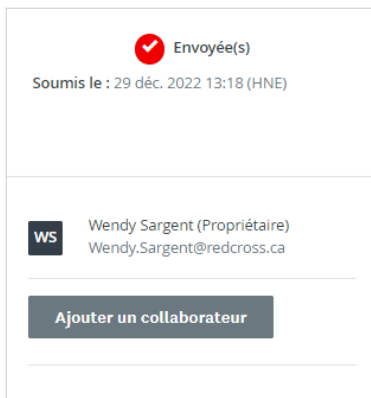 Envoyée(s)
Soumis le : 29 déc. 2022 13:18 (HNE)
WS
Wendy Sargent (Propriétaire)
Wendy.Sargent@redcross.ca
Ajouter un collaborateur